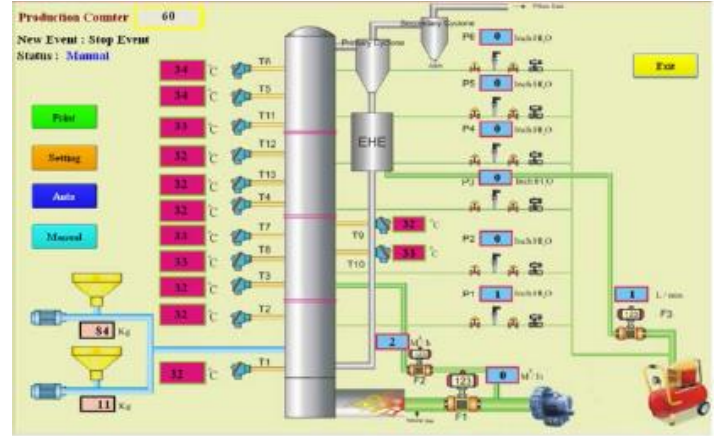 Production Counter 60
New Event : Stop Event
Status : Manual
Primary Cyclone
Secondary Cyclone
Exit
Print
Setting
Auto
Manual
34 °C T6
34 °C T5
33 °C T11
32 °C T12
32 °C T13
32 °C T4
33 °C T7
33 °C T8
32 °C T3
32 °C T2
32 °C T1
EHE
T9 32 °C
T10 33 °C
P6 0 Inch H₂O
P5 0 Inch H₂O
P4 0 Inch H₂O
P3 0 Inch H₂O
P2 0 Inch H₂O
P1 1 Inch H₂O
84 Kg
11 Kg
2 M³/h
F2
123
0 M³/h
F1
1 L / min
123
F3